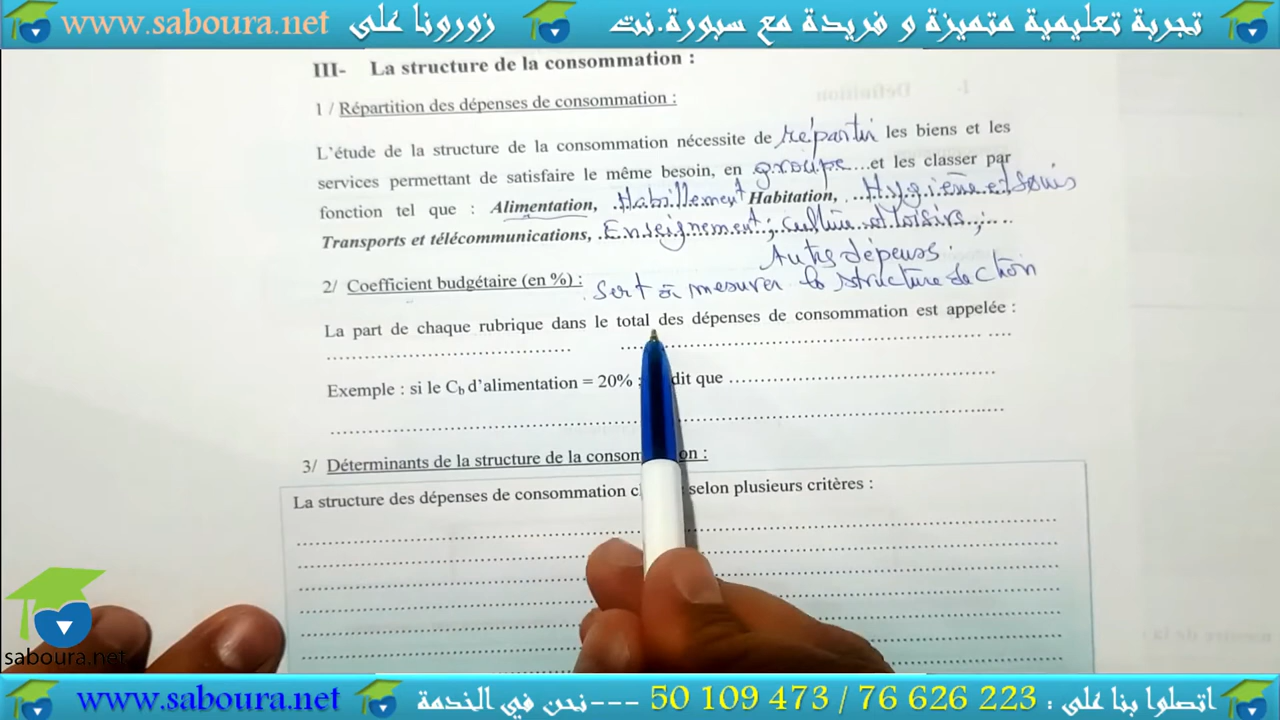 www.saboura.net زورونا على تجربة تعليمية متميزة و فريدة مع سبورة.نت
III- La structure de la consommation :
1 / Répartition des dépenses de consommation :
L'étude de la structure de la consommation nécessite de répartir les biens et les
services permettant de satisfaire le même besoin, en groupe et les classer par
fonction tel que : Alimentation, Habillement Habitation, Hygiène et soins
Transports et télécommunications, Enseignement ; culture et loisirs ;
Autres dépenses.
2/ Coefficient budgétaire (en %) : sert à mesurer la structure de la c°tion
La part de chaque rubrique dans le total des dépenses de consommation est appelée :
Exemple : si le Cb d'alimentation = 20% : dit que
3/ Déterminants de la structure de la consom on :
La structure des dépenses de consommation selon plusieurs critères :
saboura.net
www.saboura.net اتصلوا بنا على : 223 626 76 / 473 109 50 ---نحن في الخدمة